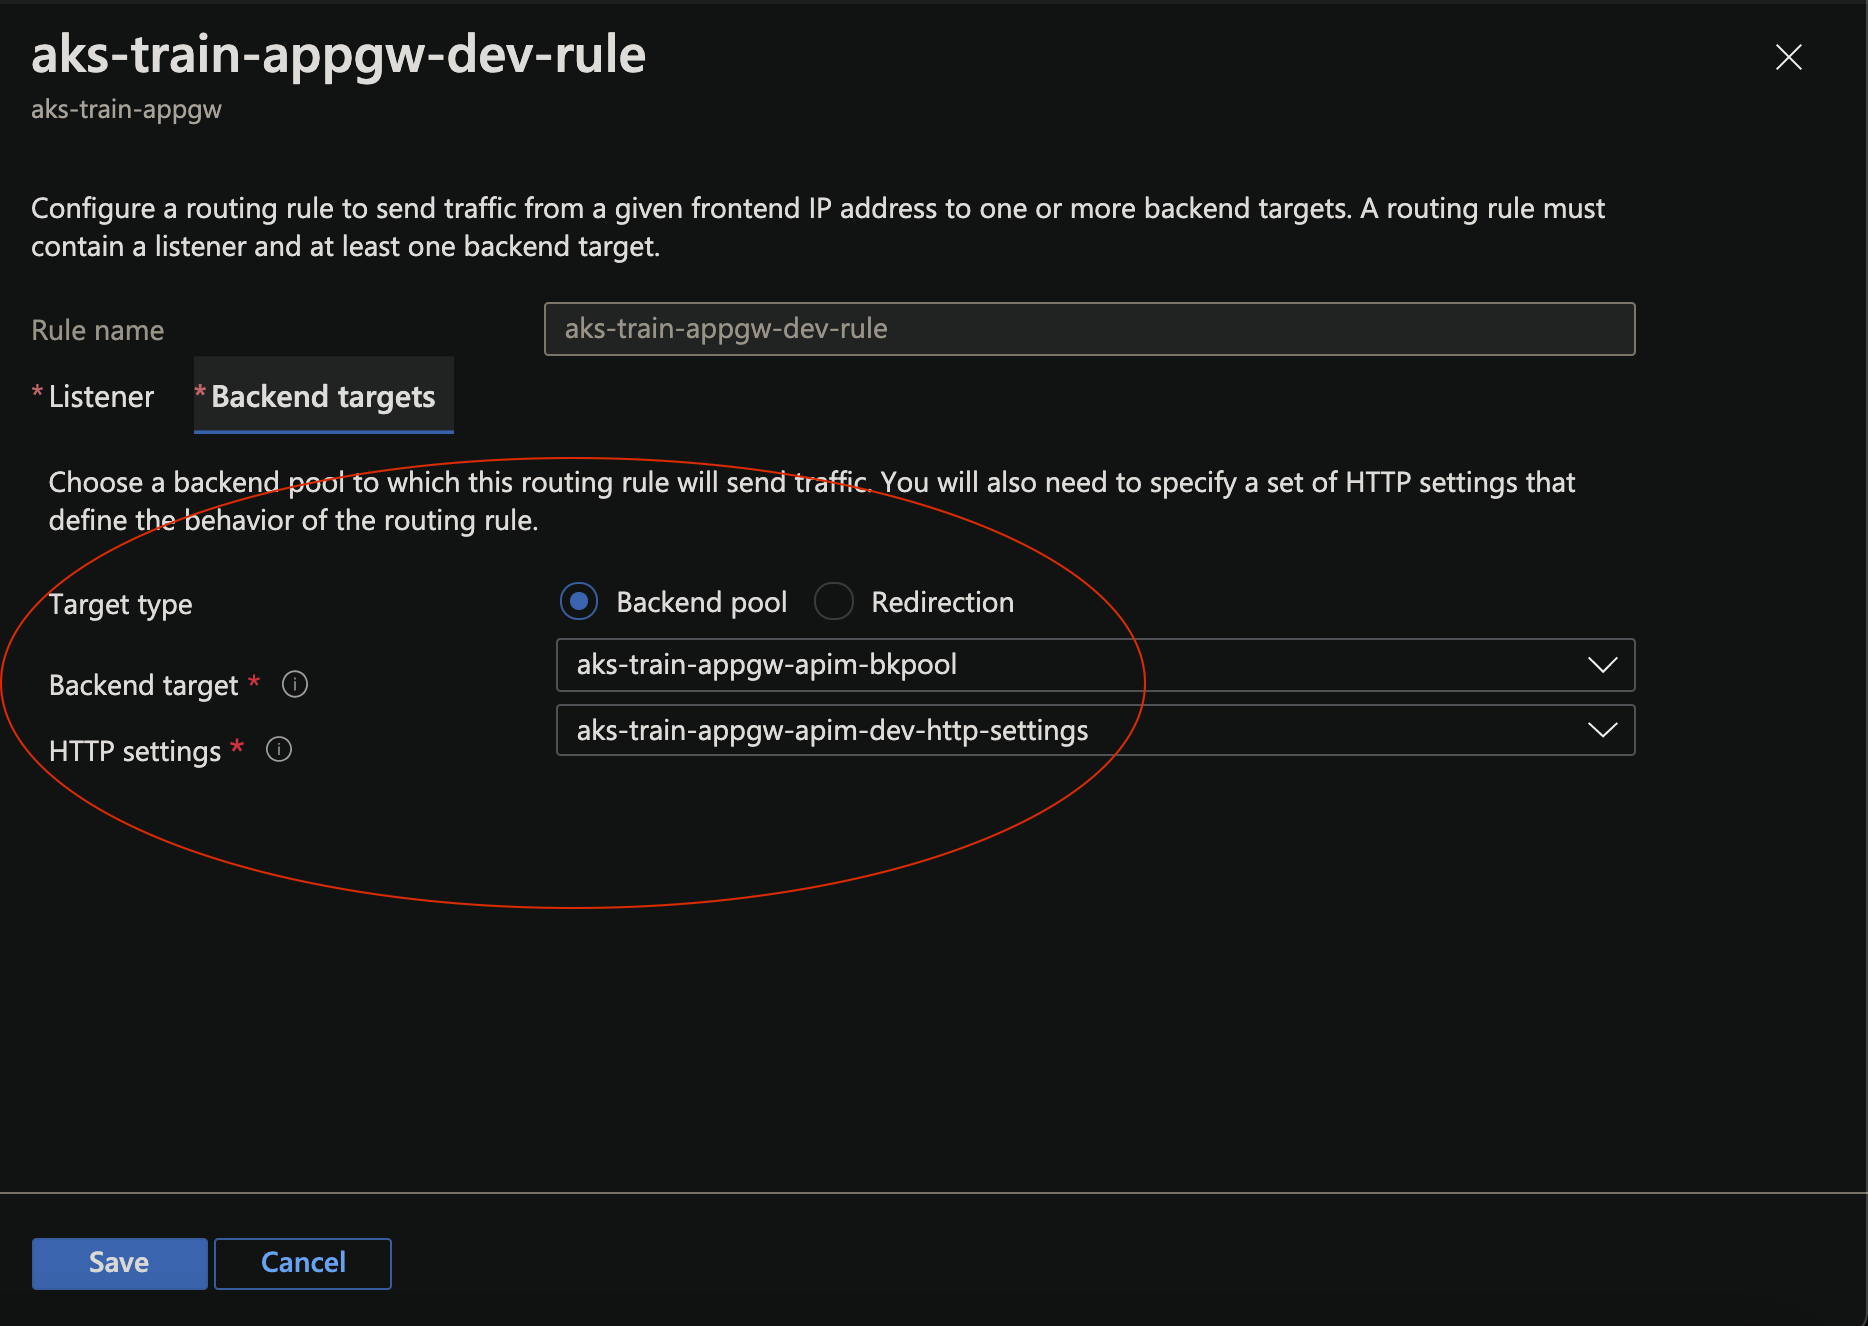 aks-train-appgw-dev-rule
aks-train-appgw
Configure a routing rule to send traffic from a given frontend IP address to one or more backend targets. A routing rule must
contain a listener and at least one backend target.
Rule name
aks-train-appgw-dev-rule
* Listener
* Backend targets
Choose a backend pool to which this routing rule will send traffic. You will also need to specify a set of HTTP settings that
define the behavior of the routing rule.
Target type
Backend pool
Redirection
Backend target *
aks-train-appgw-apim-bkpool
HTTP settings *
aks-train-appgw-apim-dev-http-settings
Save
Cancel